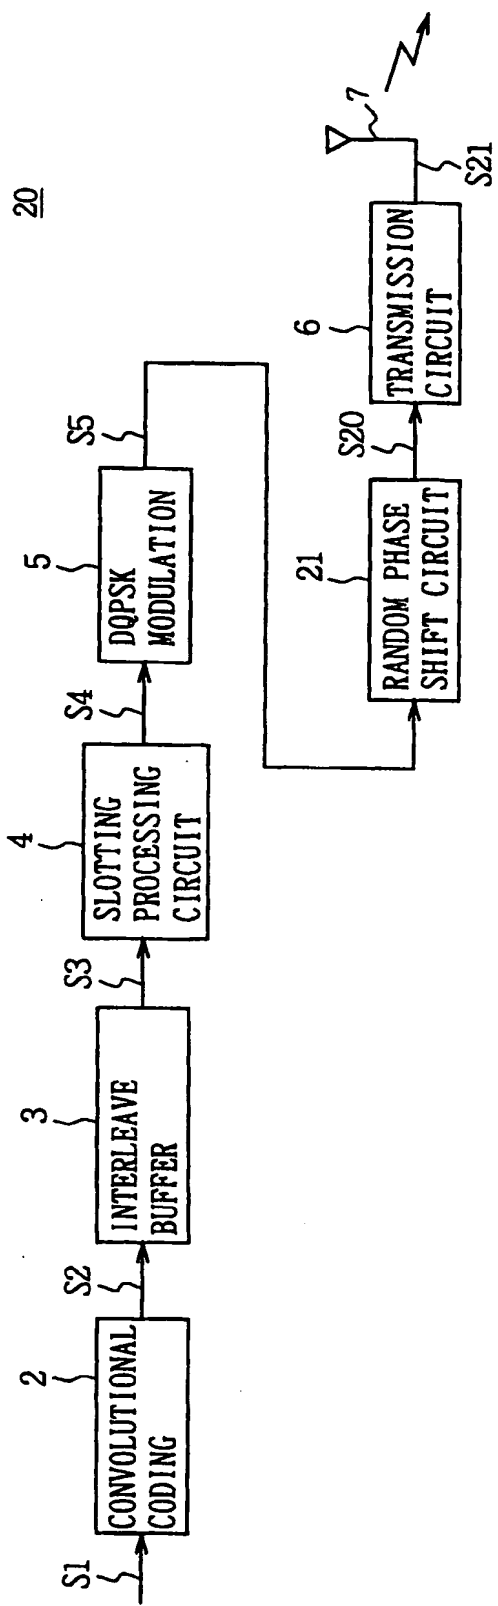 20
S1
2
CONVOLUTIONAL
CODING
S2
3
INTERLEAVE
BUFFER
S3
4
SLOTTING
PROCESSING
CIRCUIT
S4
5
DQPSK
MODULATION
S5
21
RANDOM PHASE
SHIFT CIRCUIT
S20
6
TRANSMISSION
CIRCUIT
S21
7